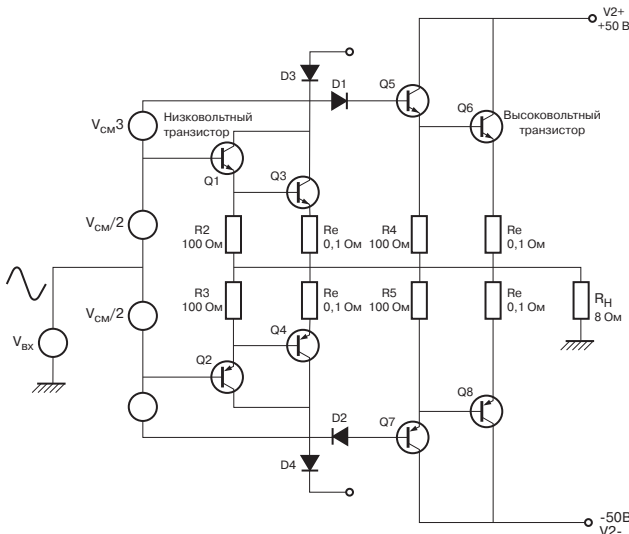 V2+
+50 В
D3
D1
Q5
Q6
Vсм3
Низковольтный
транзистор
Высоковольтный
транзистор
Q1
Q3
Vсм/2
R2
100 Ом
Re
0,1 Ом
R4
100 Ом
Re
0,1 Ом
Vсм/2
R3
100 Ом
Re
0,1 Ом
R5
100 Ом
Re
0,1 Ом
RН
8 Ом
Vвх
Q4
Q2
Q8
D2
Q7
D4
-50В
V2-